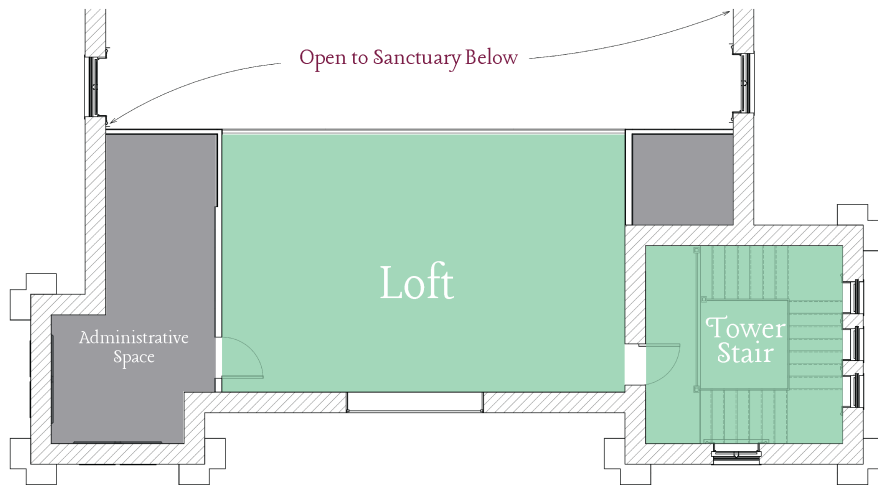 Open to Sanctuary Below
Loft
Administrative
Space
Tower
Stair